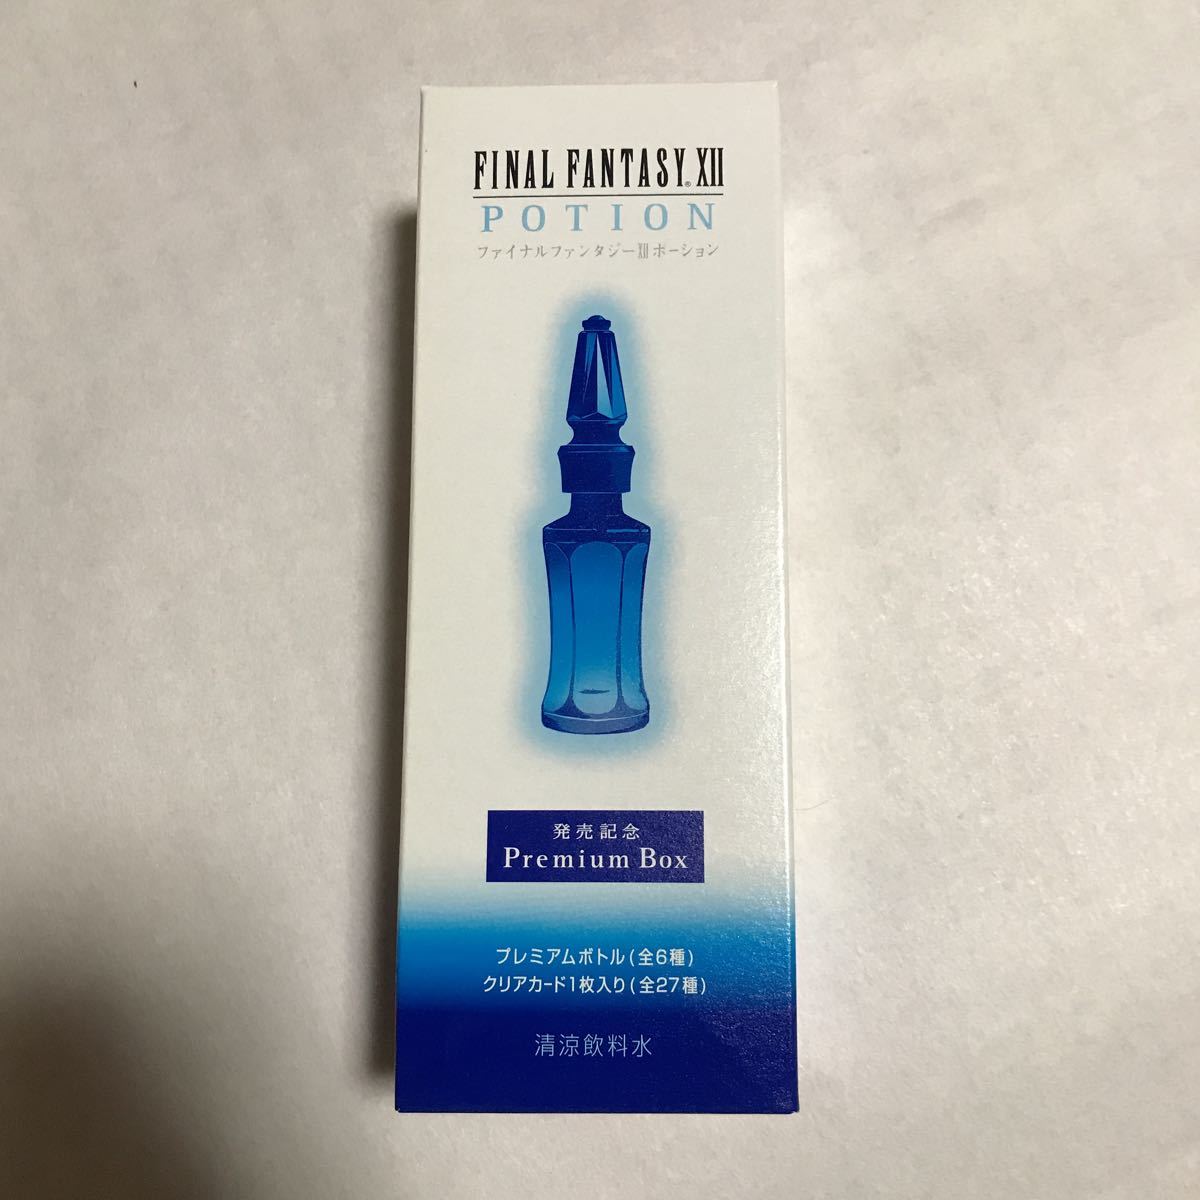 FINAL FANTASY® XII
POTION
ファイナルファンタジーXIIポーション
発売記念
Premium Box
プレミアムボトル(全6種)
クリアカード1枚入り(全27種)
清涼飲料水